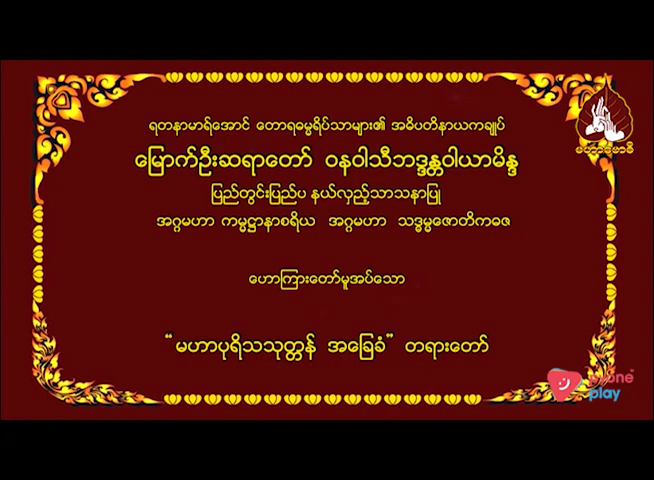 ရတနာမာရ်အောင် တောရဓမ္မရိပ်သာများ၏ အဓိပတိနာယကချုပ်
မြောက်ဦးဆရာတော် ဝနဝါသီဘဒ္ဒန္တဝါယာမိန္ဒ
ပြည်တွင်းပြည်ပ နယ်လှည့်သာသနာပြု
အဂ္ဂမဟာ ကမ္မဋ္ဌာနာစရိယ အဂ္ဂမဟာ သဒ္ဓမ္မဇောတိကဓဇ
ဟောကြားတော်မူအပ်သော
“မဟာပုရိသသုတ္တန် အခြေခံ” တရားတော်
မဟာဗောဓိ
play